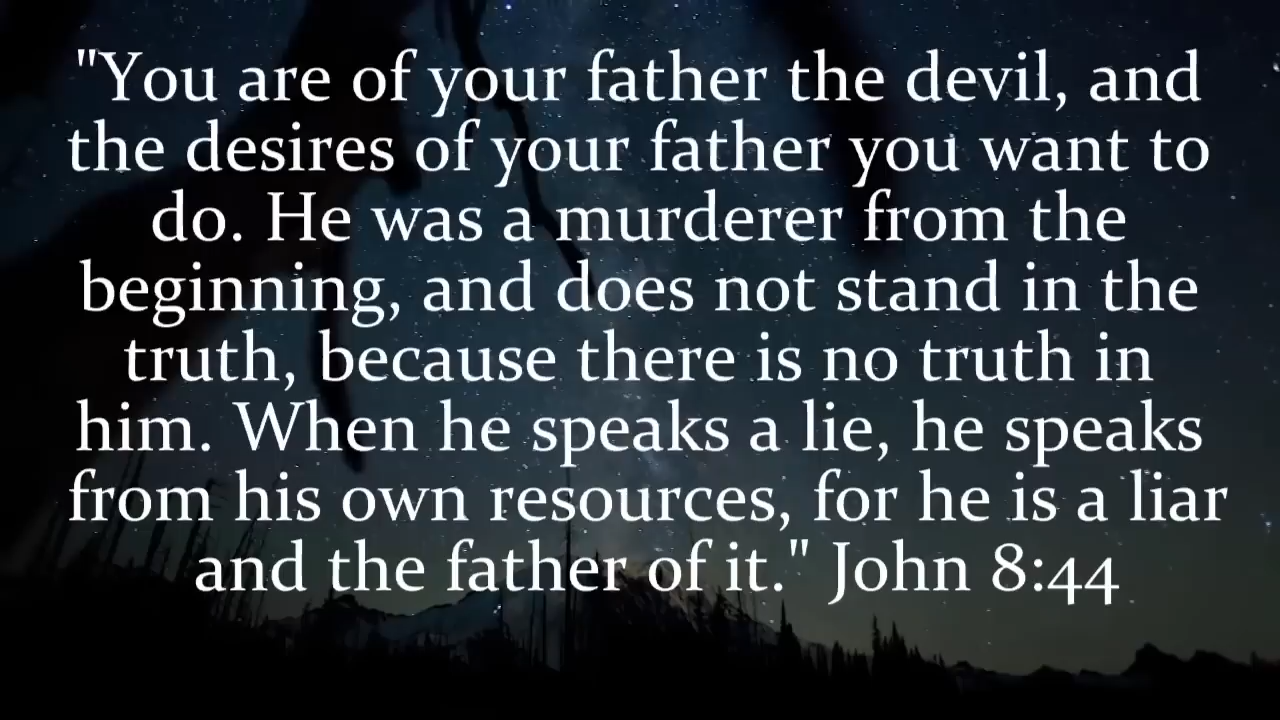 "You are of your father the devil, and
the desires of your father you want to
do. He was a murderer from the
beginning, and does not stand in the
truth, because there is no truth in
him. When he speaks a lie, he speaks
from his own resources, for he is a liar
and the father of it." John 8:44